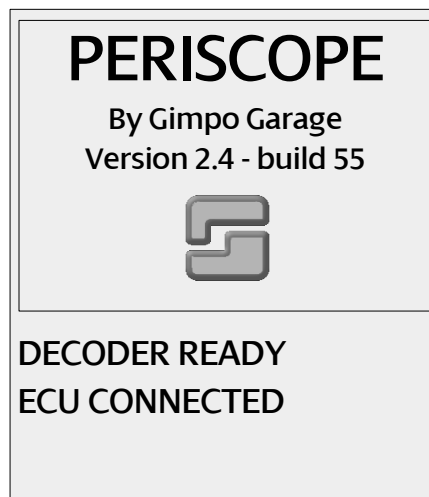 PERISCOPE
By Gimpo Garage
Version 2.4 - build 55
DECODER READY
ECU CONNECTED